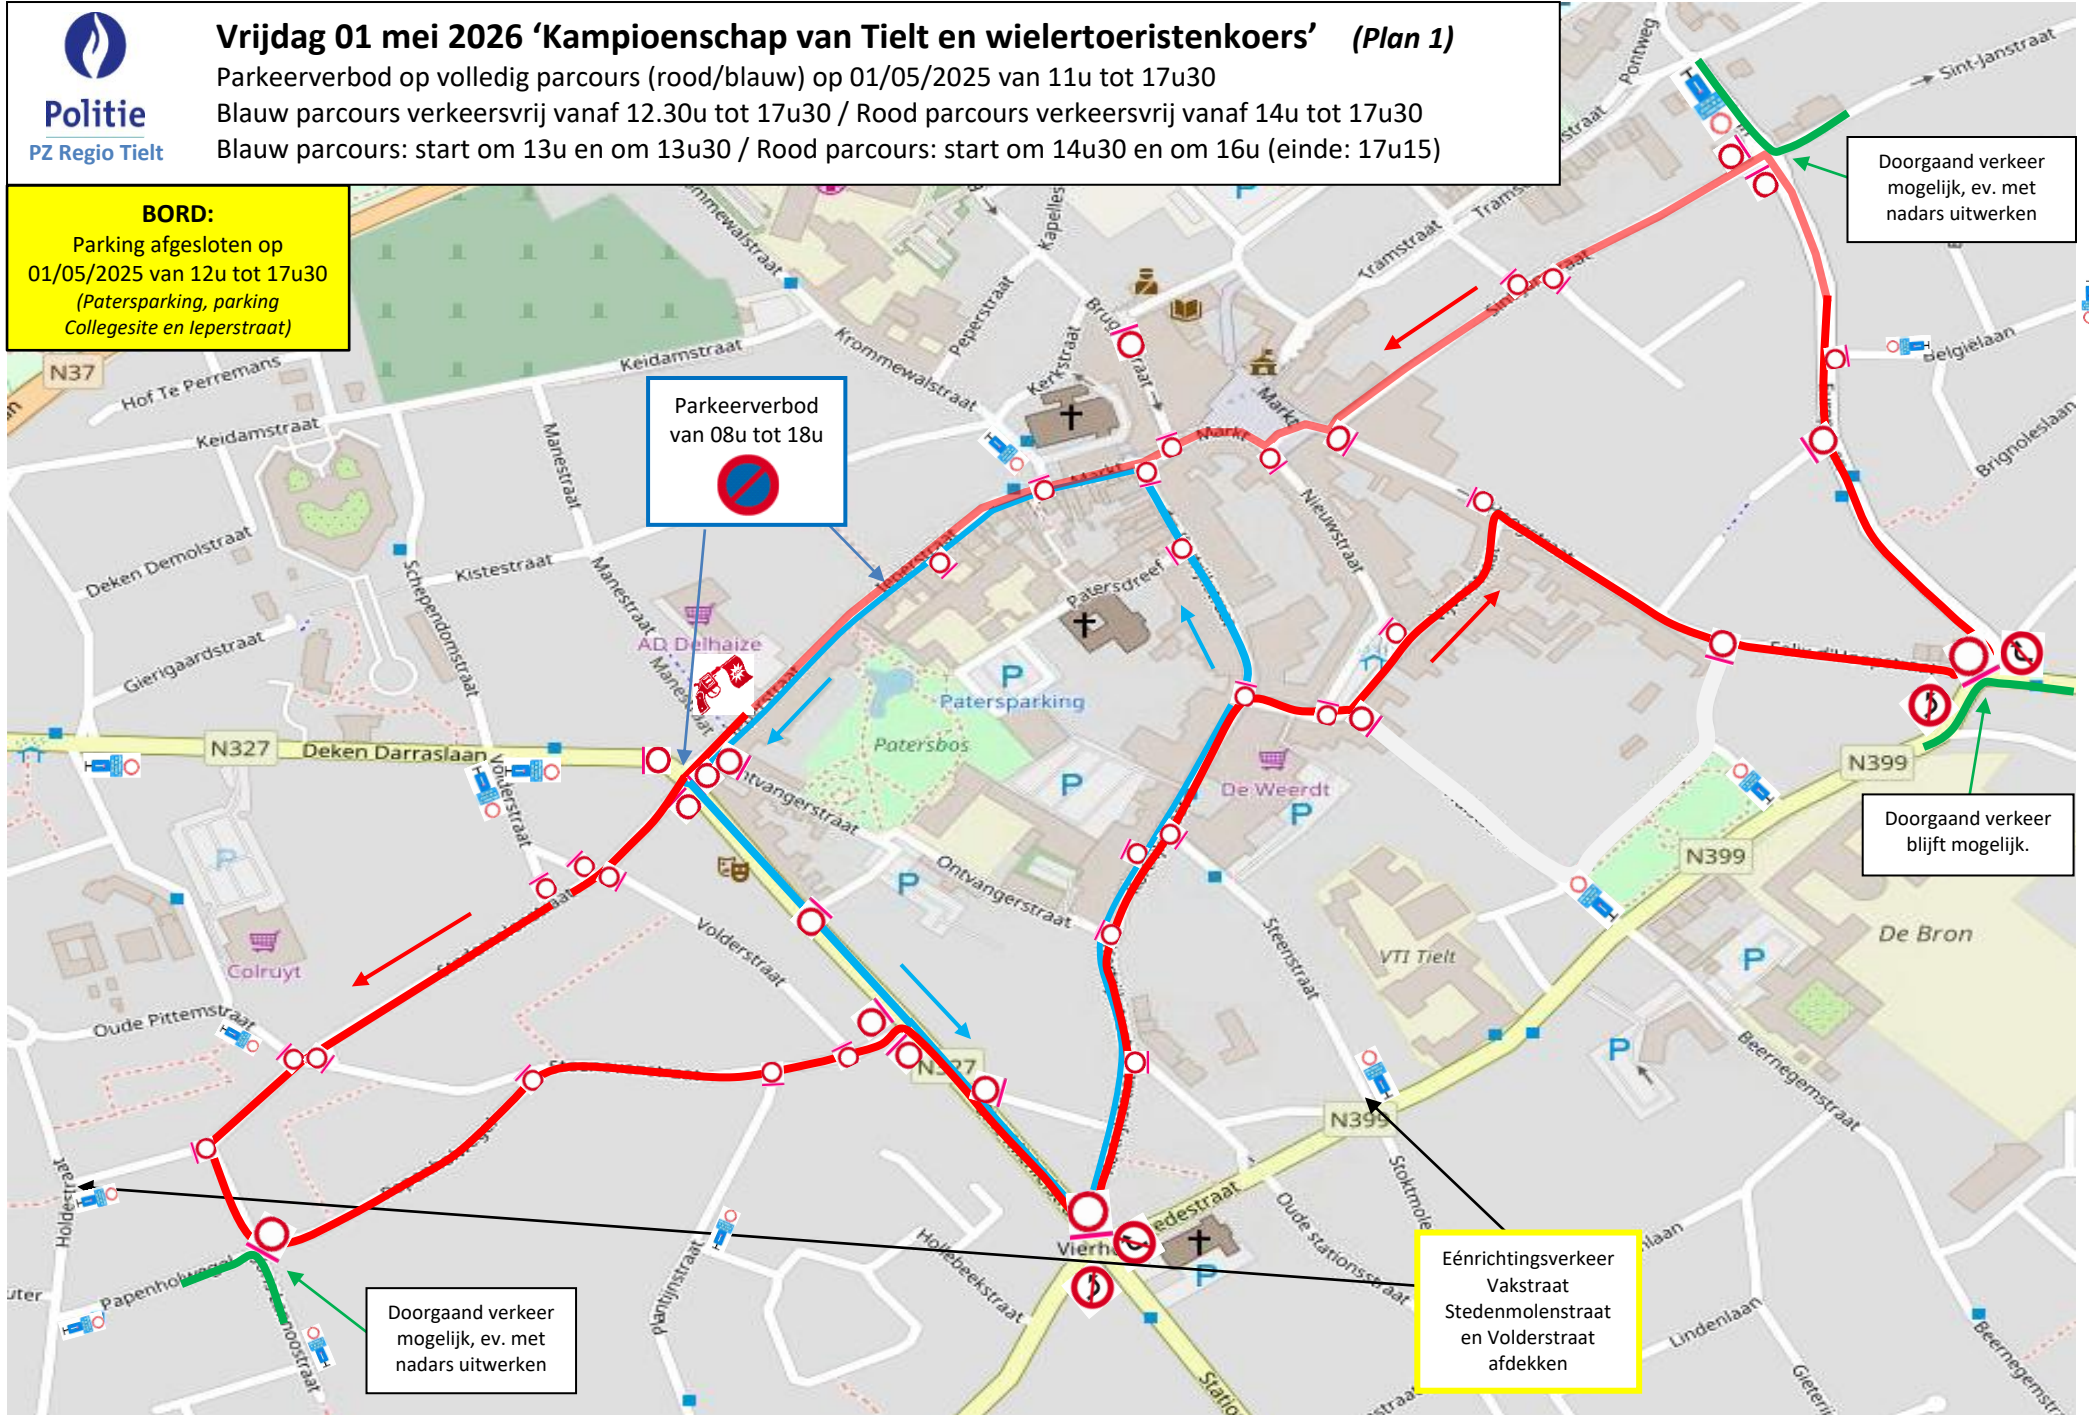 Politie
PZ Regio Tielt
Vrijdag 01 mei 2026 ‘Kampioenschap van Tielt en wielertoeristenkoers’ (Plan 1)
Parkeerverbod op volledig parcours (rood/blauw) op 01/05/2025 van 11u tot 17u30
Blauw parcours verkeersvrij vanaf 12.30u tot 17u30 / Rood parcours verkeersvrij vanaf 14u tot 17u30
Blauw parcours: start om 13u en om 13u30 / Rood parcours: start om 14u30 en om 16u (einde: 17u15)
BORD:
Parking afgesloten op
01/05/2025 van 12u tot 17u30
(Patersparking, parking
Collegesite en Ieperstraat)
Pontweg
Sint-Janstraat
Doorgaand verkeer
mogelijk, ev. met
nadars uitwerken
Tramstraat
Peperstraat
Kerkstraat
Krommewalstraat
Keidamstraat
N37
Hof Te Perremans
Keidamstraat
Manestraat
Belgiëlaan
Brignoleslaan
Parkeerverbod
van 08u tot 18u
Markt
Markt
Markt
Nieuwstraat
Deken Demolstraat
Schependomstraat
Kistestraat
Manestraat
Ieperstraat
Patersdreef
AD Delhaize
Gierigaardstraat
Patersparking
P
Patersbos
N327
Deken Darraslaan
Volderstraat
Ontvangerstraat
Ontvangerstraat
De Weerdt
P
P
P
P
N399
N399
Doorgaand verkeer
blijft mogelijk.
Colruyt
Volderstraat
Steenstraat
VTI Tielt
De Bron
P
P
Oude Pittemstraat
N327
N399
Beernegemstraat
Holdestraat
Papenholwegel
Plantijnstraat
Hollebeekstraat
Oude stationsstraat
P
Lindenlaan
Doorgaand verkeer
mogelijk, ev. met
nadars uitwerken
Eénrichtingsverkeer
Vakstraat
Stedenmolenstraat
en Volderstraat
afdekken